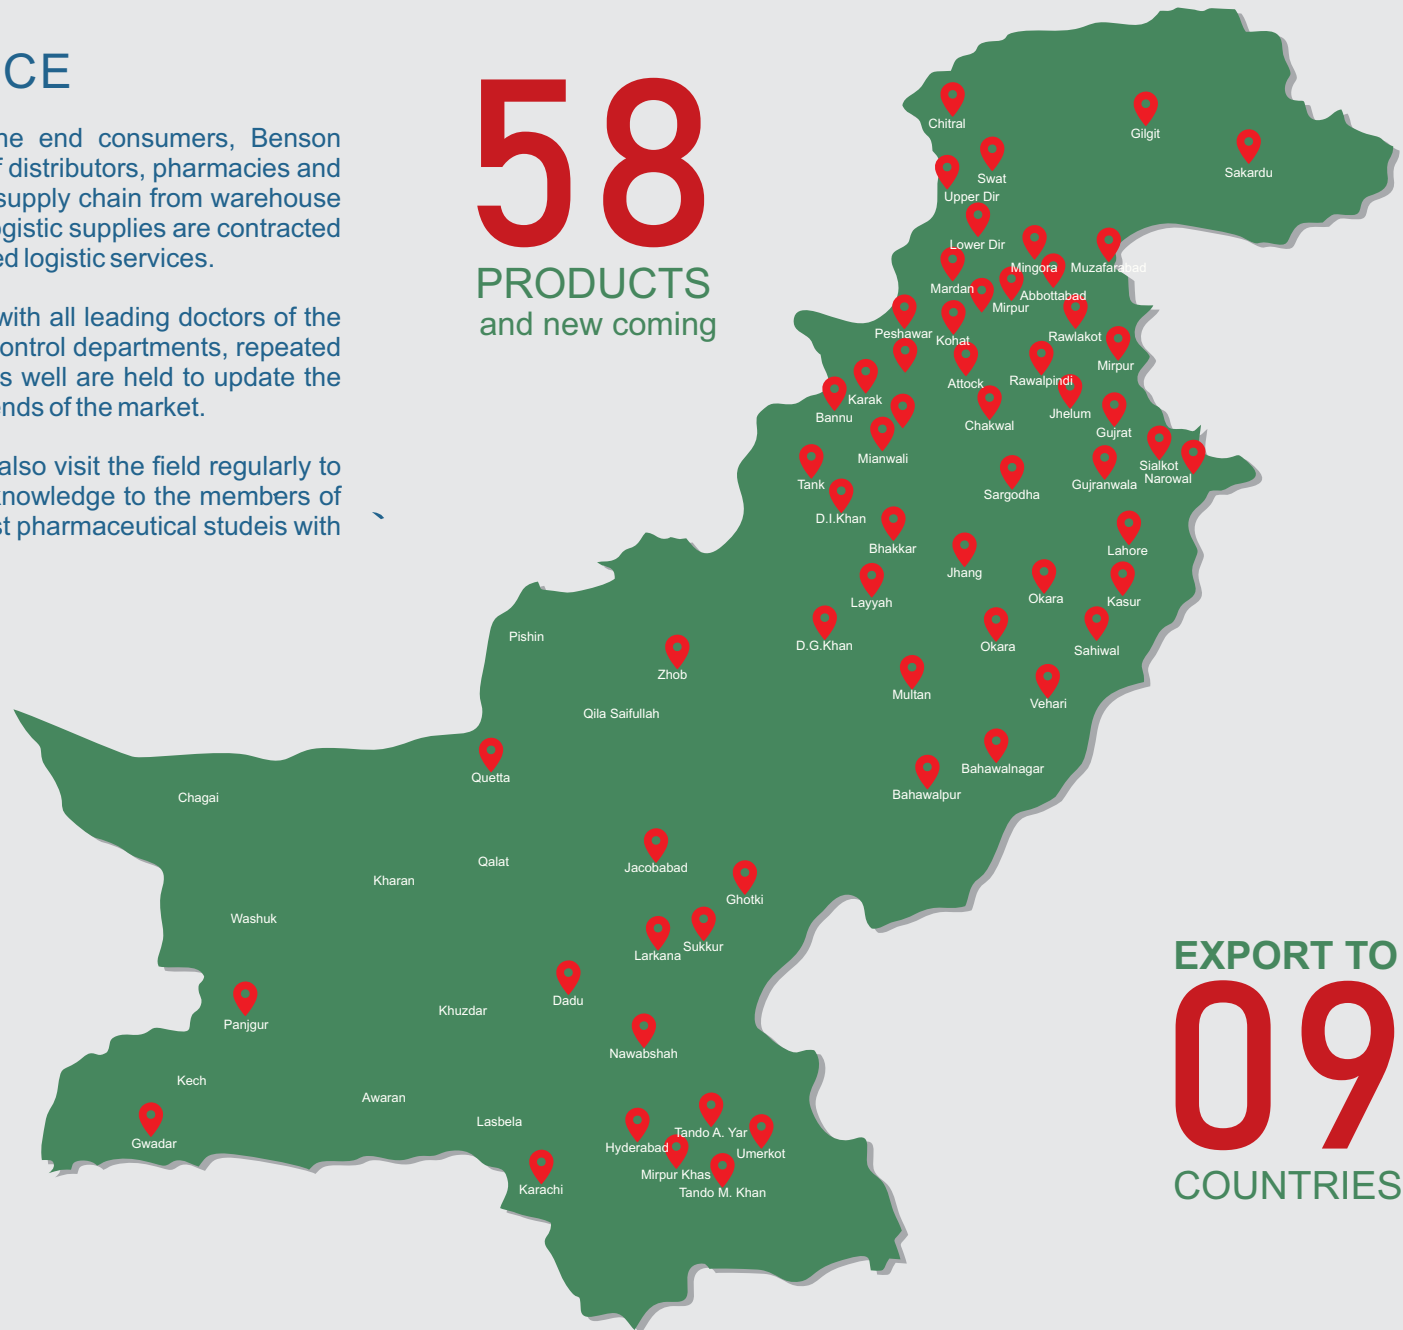 CE
ne end consumers, Benson
f distributors, pharmacies and
supply chain from warehouse
ogistic supplies are contracted
ed logistic services.
with all leading doctors of the
ontrol departments, repeated
s well are held to update the
ends of the market.
also visit the field regularly to
nowledge to the members of
st pharmaceutical studeis with
58
PRODUCTS
and new coming
Chitral
Gilgit
Sakardu
Swat
Upper Dir
Lower Dir
Mingora
Muzafarabad
Mardan
Abbottabad
Mirpur
Peshawar
Kohat
Rawlakot
Mirpur
Attock
Rawalpindi
Karak
Bannu
Chakwal
Jhelum
Gujrat
Mianwali
Sialkot
Narowal
Tank
Sargodha
Gujranwala
D.I.Khan
Bhakkar
Lahore
Jhang
Layyah
Okara
Kasur
Pishin
D.G.Khan
Okara
Sahiwal
Zhob
Multan
Vehari
Qila Saifullah
Quetta
Bahawalnagar
Chagai
Bahawalpur
Qalat
Jacobabad
Kharan
Ghotki
Washuk
Sukkur
Larkana
Dadu
Khuzdar
Panjgur
Nawabshah
Kech
Awaran
Lasbela
Tando A. Yar
Gwadar
Hyderabad
Umerkot
Mirpur Khas
Karachi
Tando M. Khan
EXPORT TO
09
COUNTRIES